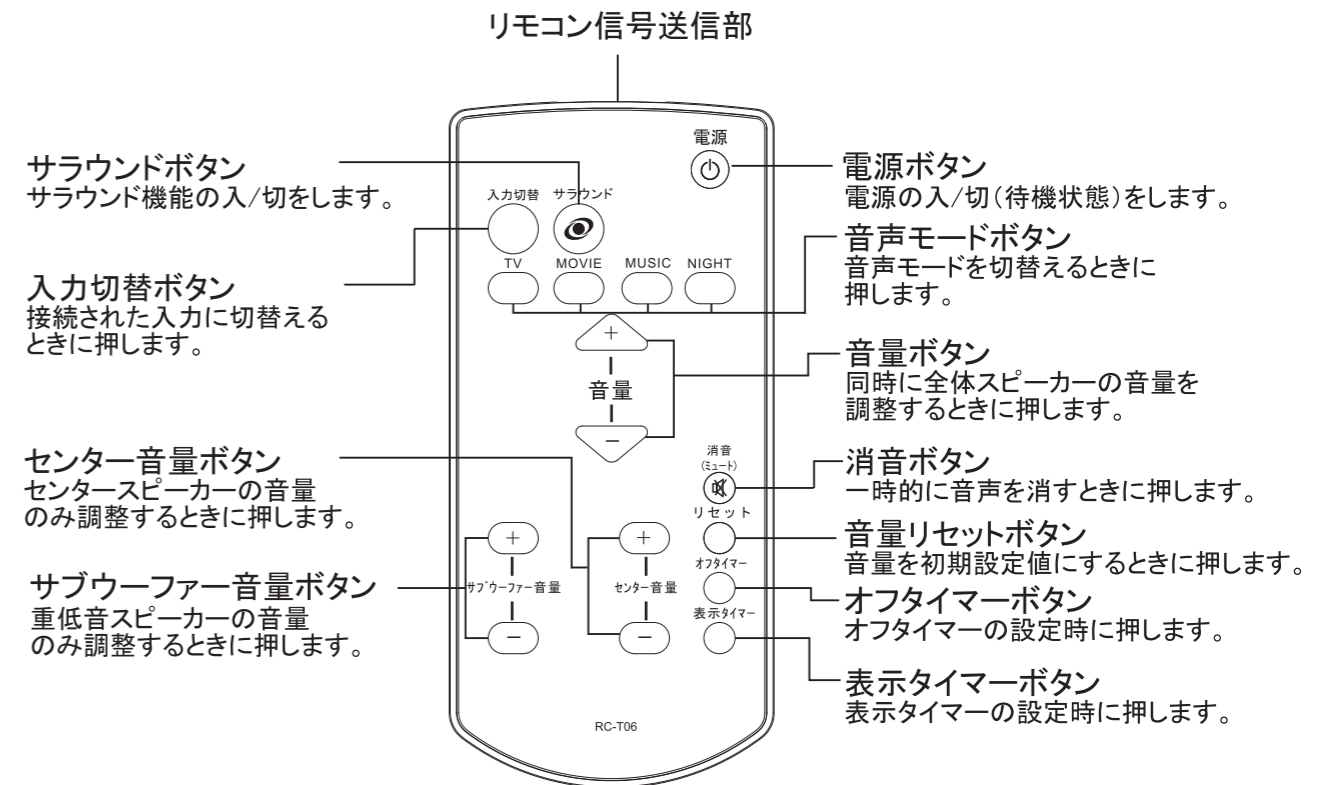 リモコン信号送信部
サラウンドボタン
サラウンド機能の入/切をします。
入力切替ボタン
接続された入力に切替える
ときに押します。
センター音量ボタン
センタースピーカーの音量
のみ調整するときに押します。
サブウーファー音量ボタン
重低音スピーカーの音量
のみ調整するときに押します。
電源
入力切替 サラウンド
TV MOVIE MUSIC NIGHT
+
音量
−
消音
(ミュート)
リセット
オフタイマー
表示タイマー
+ +
サブウーファー音量 センター音量
− −
RC-T06
電源ボタン
電源の入/切(待機状態)をします。
音声モードボタン
音声モードを切替えるときに
押します。
音量ボタン
同時に全体スピーカーの音量を
調整するときに押します。
消音ボタン
一時的に音声を消すときに押します。
音量リセットボタン
音量を初期設定値にするときに押します。
オフタイマーボタン
オフタイマーの設定時に押します。
表示タイマーボタン
表示タイマーの設定時に押します。